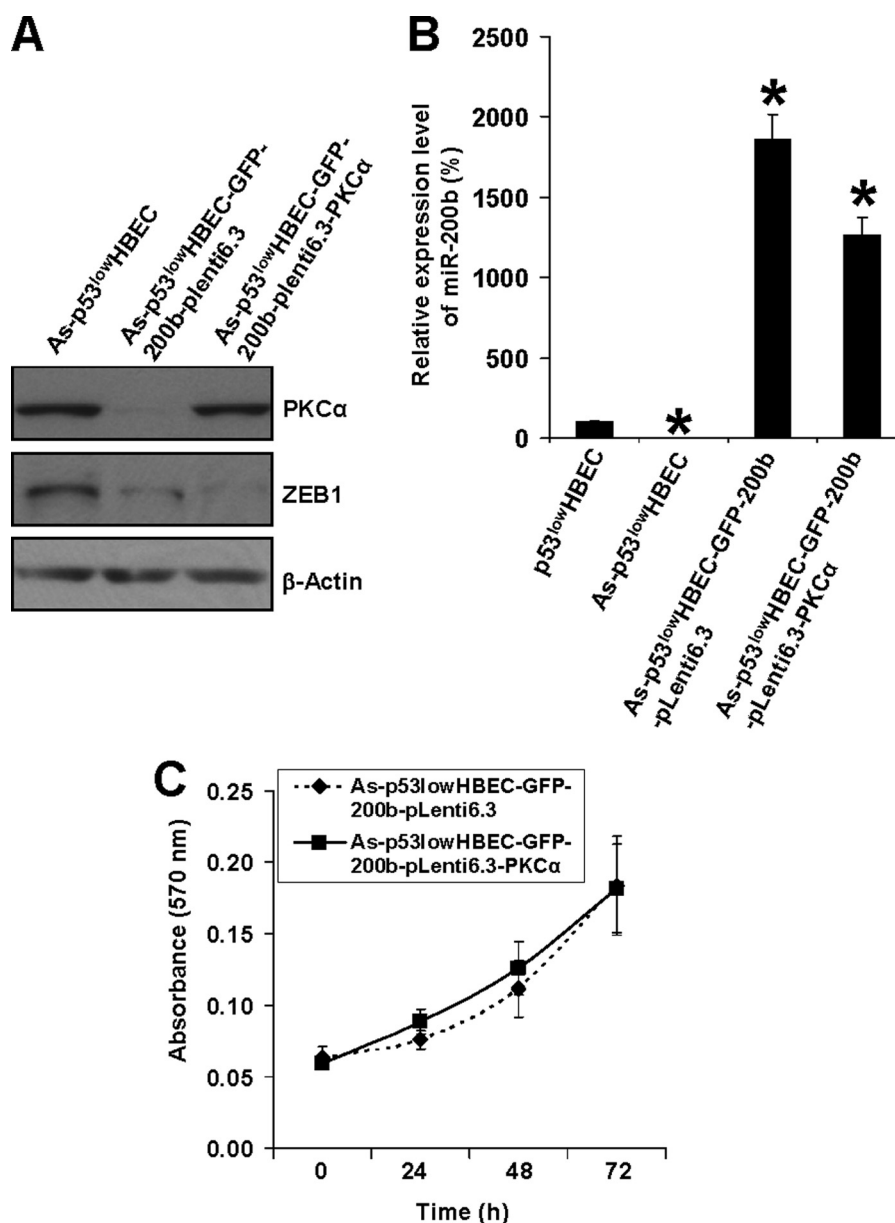 A
As-p53lowHBEC
As-p53lowHBEC-GFP-
200b-plenti6.3
As-p53lowHBEC-GFP-
200b-plenti6.3-PKCα
PKCα
ZEB1
β-Actin
B
Relative expression level
of miR-200b (%)
2500
2000
1500
1000
500
0
*
*
*
p53lowHBEC
As-p53lowHBEC
As-p53lowHBEC-GFP-200b
-pLenti6.3
As-p53lowHBEC-GFP-200b
-pLenti6.3-PKCα
C
As-p53lowHBEC-GFP-
200b-pLenti6.3
As-p53lowHBEC-GFP-
200b-pLenti6.3-PKCα
Absorbance (570 nm)
0.25
0.20
0.15
0.10
0.05
0.00
0 24 48 72
Time (h)